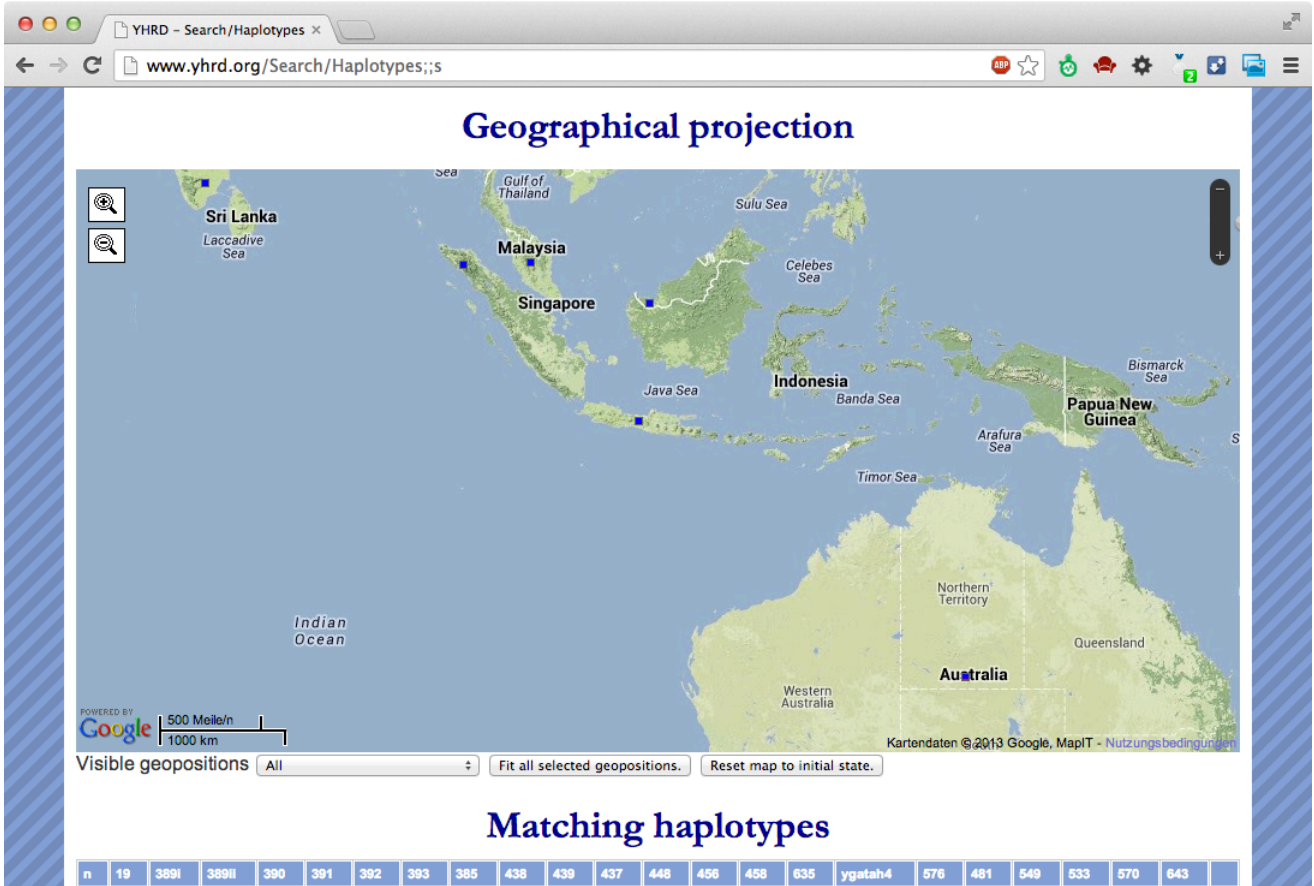 YHRD – Search/Haplotypes ×
www.yhrd.org/Search/Haplotypes;;s
ABP
2
Geographical projection
Sea
Gulf of
Thailand
Sulu Sea
Sri Lanka
Laccadive
Sea
Malaysia
Celebes
Sea
Singapore
Bismarck
Sea
Indonesia
Java Sea
Banda Sea
Papua New
Guinea
Arafura
Sea
S
Timor Sea
Northern
Territory
Indian
Ocean
Queensland
Australia
Western
Australia
POWERED BY
Google
500 Meile/n
1000 km
Kartendaten © 2013 Google, MapIT - Nutzungsbedingungen
Visible geopositions All Fit all selected geopositions. Reset map to initial state.
Matching haplotypes
n 19 389I 389II 390 391 392 393 385 438 439 437 448 456 458 635 ygatah4 576 481 549 533 570 643